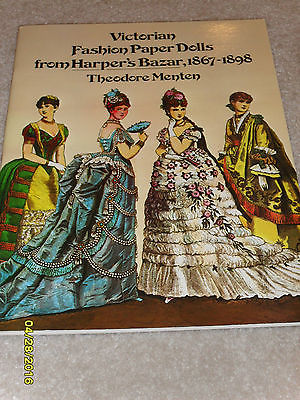 Victorian
Fashion Paper Dolls
from Harper's Bazar, 1867-1898
Theodore Menten
04/28/2016